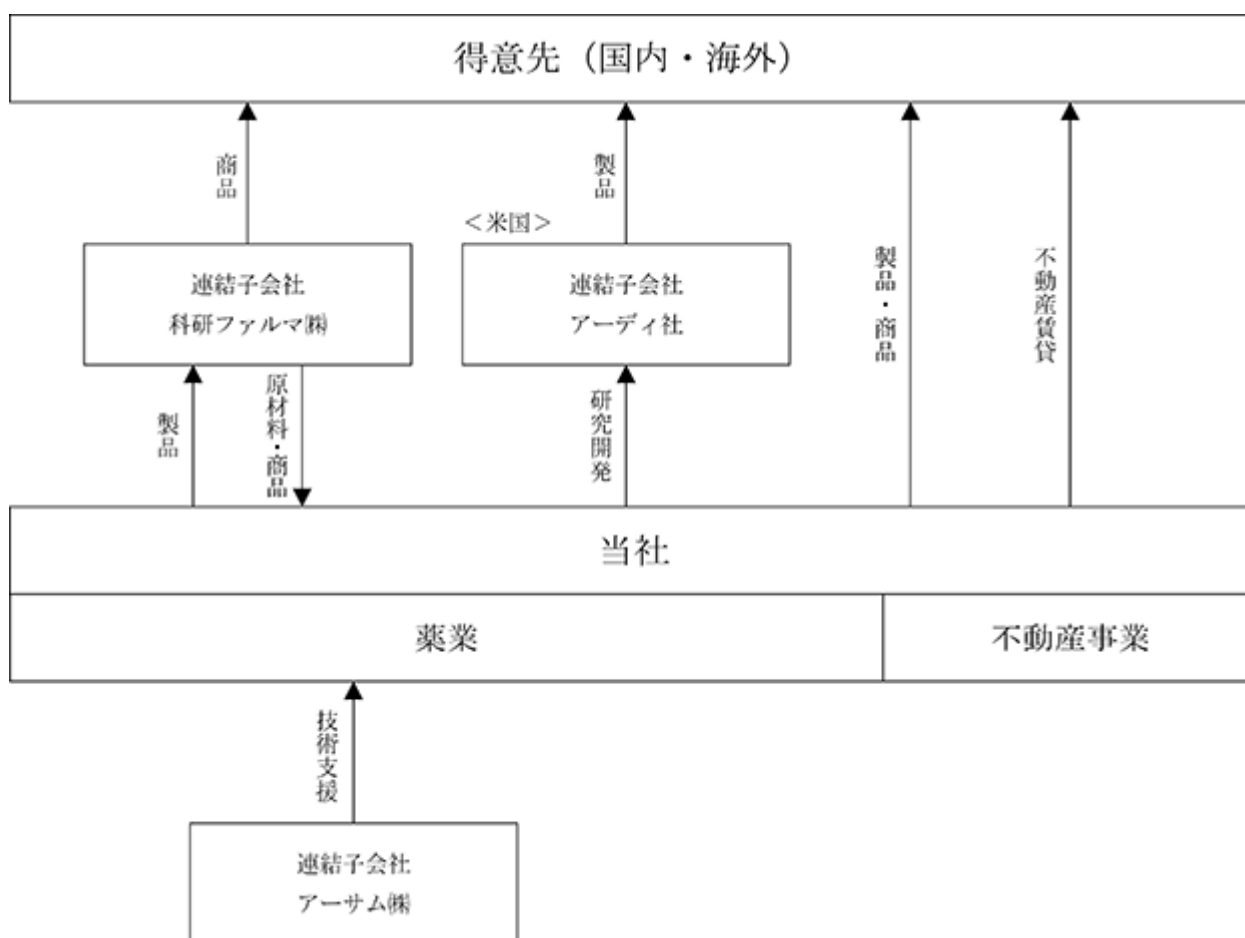 得意先（国内・海外）
商品
製品
＜米国＞
連結子会社
科研ファルマ㈱
連結子会社
アーディ社
製品・商品
不動産賃貸
製品
原材料・商品
研究開発
当社
薬業
不動産事業
技術支援
連結子会社
アーサム㈱